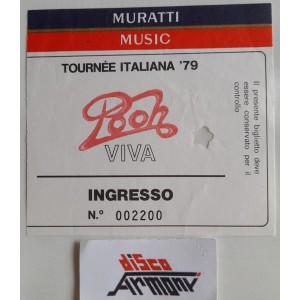 MURATTI
MUSIC
TOURNÉE ITALIANA '79
Pooh
VIVA
INGRESSO
N.° 002200
Il presente biglietto deve
essere conservato per il
controllo
disco
Armony